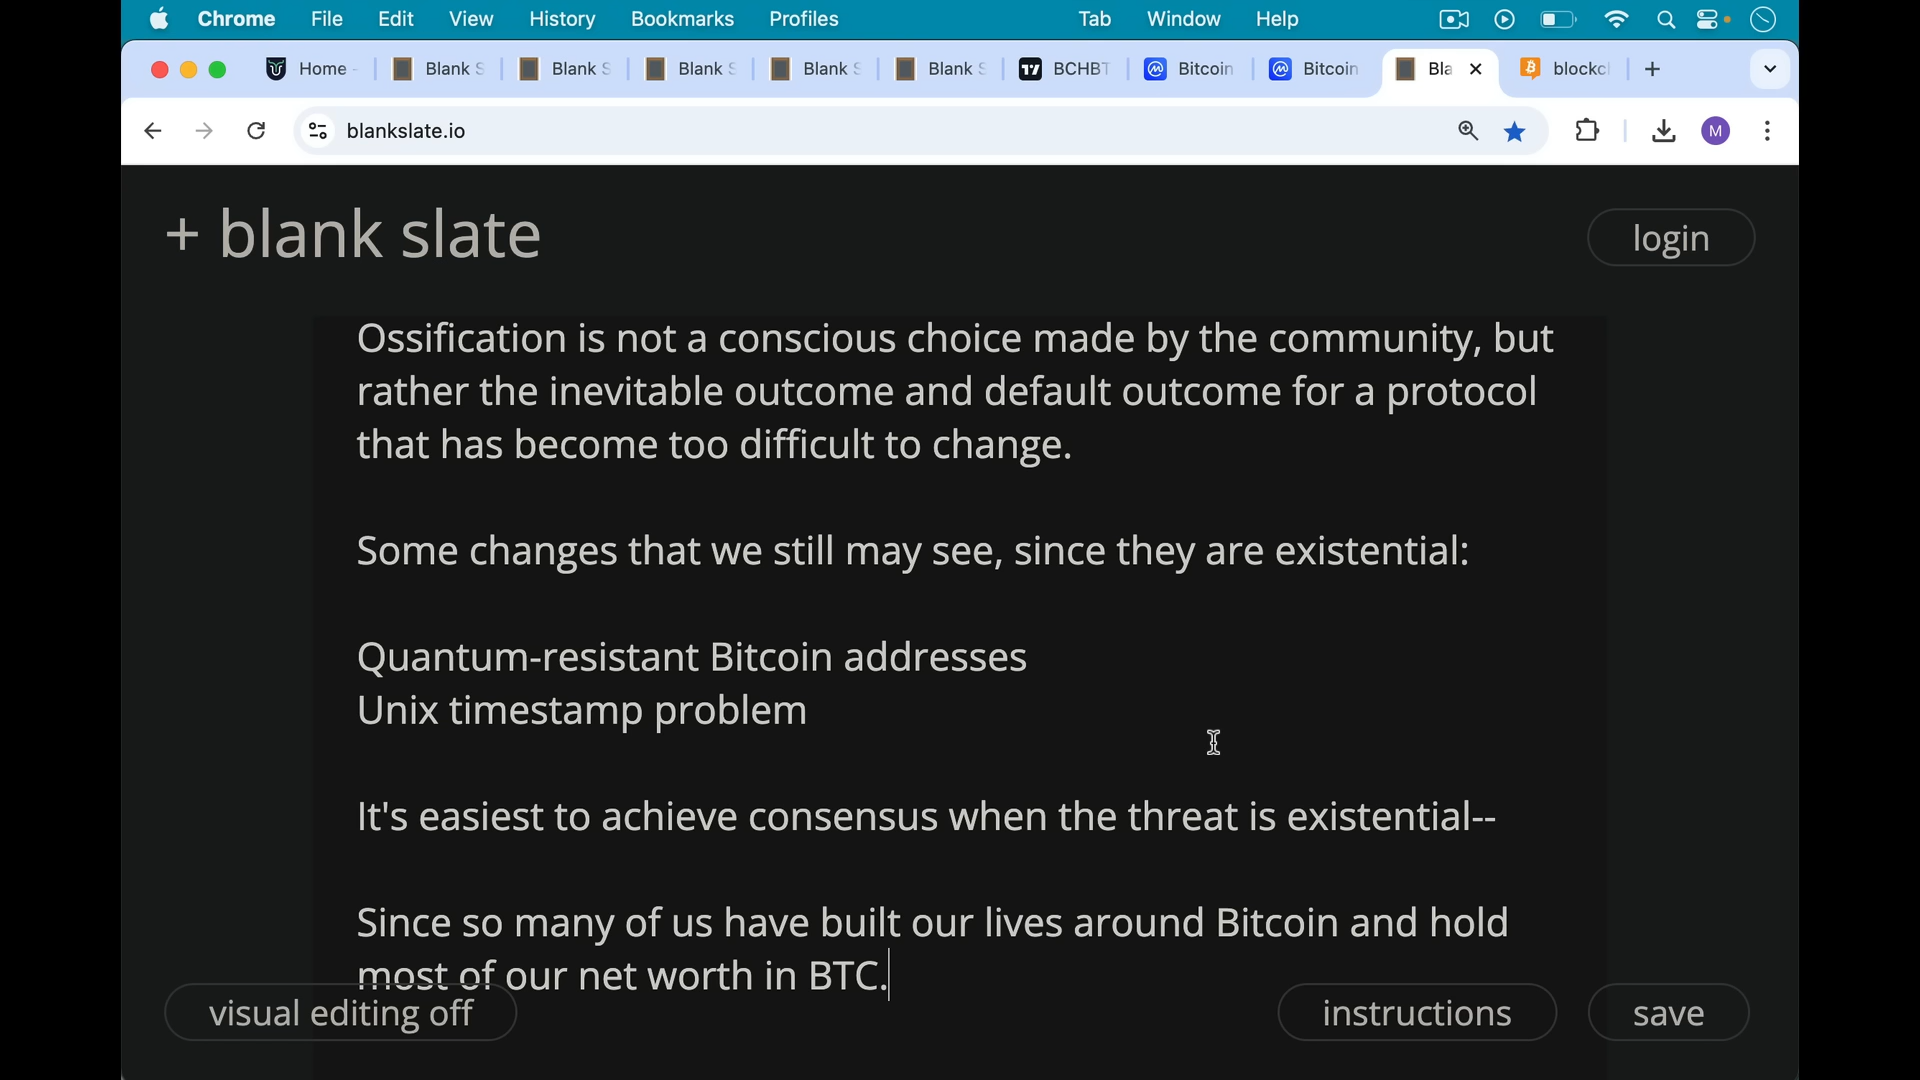 Chrome File Edit View History Bookmarks Profiles Tab Window Help
Home Blank S Blank S Blank S Blank S Blank S BCHBT Bitcoin Bitcoin Bla blockc
blankslate.io M
+ blank slate
login
Ossification is not a conscious choice made by the community, but
rather the inevitable outcome and default outcome for a protocol
that has become too difficult to change.
Some changes that we still may see, since they are existential:
Quantum-resistant Bitcoin addresses
Unix timestamp problem
It's easiest to achieve consensus when the threat is existential--
Since so many of us have built our lives around Bitcoin and hold
most of our net worth in BTC.
visual editing off instructions save